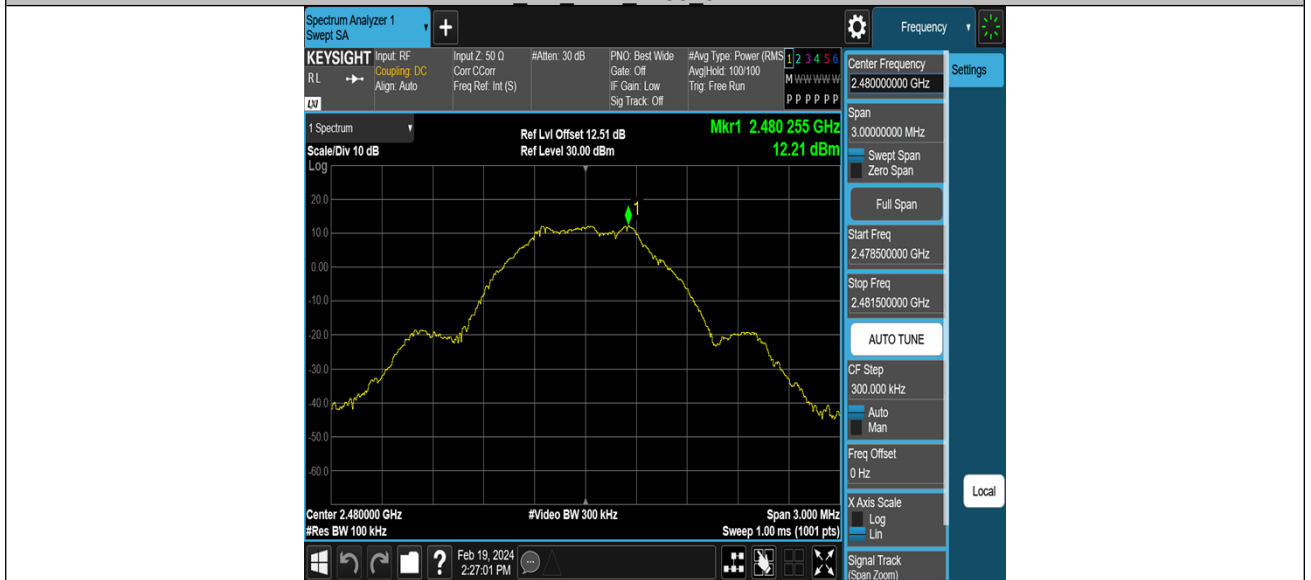 Spectrum Analyzer 1
Swept SA
+
Frequency
KEYSIGHT
RL
LXI
Input: RF
Coupling: DC
Align: Auto
Input Z: 50 Ω
Corr CCorr
Freq Ref: Int (S)
#Atten: 30 dB
PNO: Best Wide
Gate: Off
IF Gain: Low
Sig Track: Off
#Avg Type: Power (RMS
Avg|Hold: 100/100
Trig: Free Run
1 2 3 4 5 6
M W W W W W
P P P P P P
1 Spectrum
Scale/Div 10 dB
Log
Ref Lvl Offset 12.51 dB
Ref Level 30.00 dBm
Mkr1 2.480 255 GHz
12.21 dBm
1
20.0
10.0
0.00
-10.0
-20.0
-30.0
-40.0
-50.0
-60.0
Center 2.480000 GHz
#Res BW 100 kHz
#Video BW 300 kHz
Span 3.000 MHz
Sweep 1.00 ms (1001 pts)
Center Frequency
2.480000000 GHz
Settings
Span
3.00000000 MHz
Swept Span
Zero Span
Full Span
Start Freq
2.478500000 GHz
Stop Freq
2.481500000 GHz
AUTO TUNE
CF Step
300.000 kHz
Auto
Man
Freq Offset
0 Hz
X Axis Scale
Log
Lin
Local
Signal Track
(Span Zoom)
?
Feb 19, 2024
2:27:01 PM